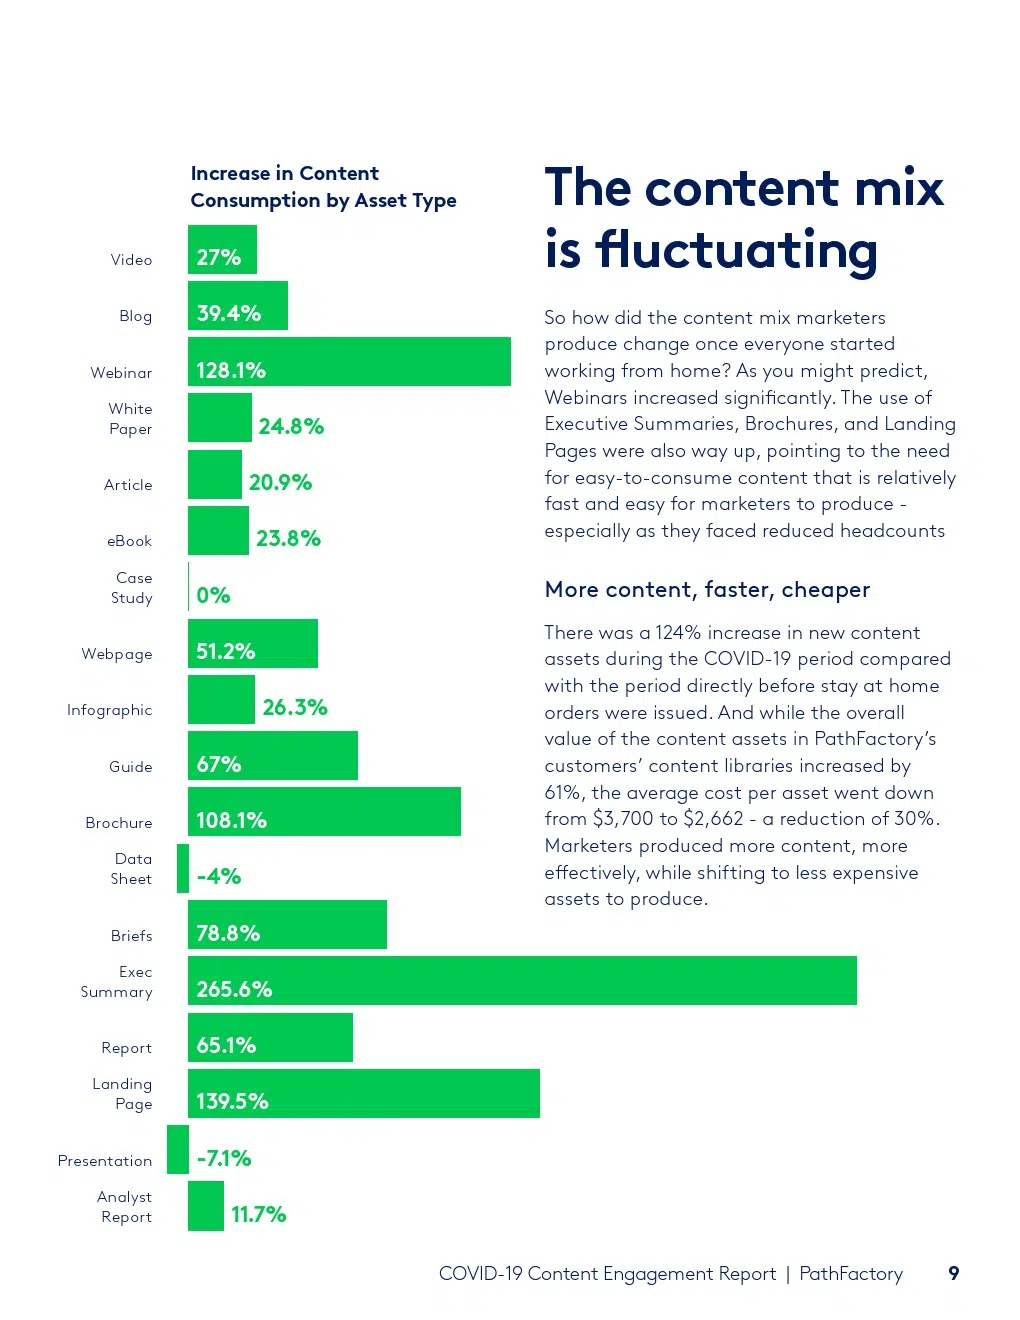 Increase in Content
Consumption by Asset Type
Video
27%
Blog
39.4%
Webinar
128.1%
White
Paper
24.8%
Article
20.9%
eBook
23.8%
Case
Study
0%
Webpage
51.2%
Infographic
26.3%
Guide
67%
Brochure
108.1%
Data
Sheet
-4%
Briefs
78.8%
Exec
Summary
265.6%
Report
65.1%
Landing
Page
139.5%
Presentation
-7.1%
Analyst
Report
11.7%
The content mix
is fluctuating
So how did the content mix marketers
produce change once everyone started
working from home? As you might predict,
Webinars increased significantly. The use of
Executive Summaries, Brochures, and Landing
Pages were also way up, pointing to the need
for easy-to-consume content that is relatively
fast and easy for marketers to produce -
especially as they faced reduced headcounts
More content, faster, cheaper
There was a 124% increase in new content
assets during the COVID-19 period compared
with the period directly before stay at home
orders were issued. And while the overall
value of the content assets in PathFactory’s
customers’ content libraries increased by
61%, the average cost per asset went down
from $3,700 to $2,662 - a reduction of 30%.
Marketers produced more content, more
effectively, while shifting to less expensive
assets to produce.
COVID-19 Content Engagement Report | PathFactory 9